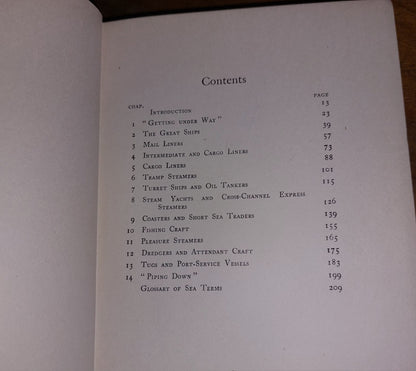 Contents
CHAP. PAGE
Introduction 13
1 "Getting under Way" 23
2 The Great Ships 39
3 Mail Liners 57
4 Intermediate and Cargo Liners 73
5 Cargo Liners 88
6 Tramp Steamers 101
7 Turret Ships and Oil Tankers 115
8 Steam Yachts and Cross-Channel Express
Steamers 126
9 Coasters and Short Sea Traders 139
10 Fishing Craft 155
11 Pleasure Steamers 165
12 Dredgers and Attendant Craft 175
13 Tugs and Port-Service Vessels 183
14 "Piping Down" 199
Glossary of Sea Terms 209